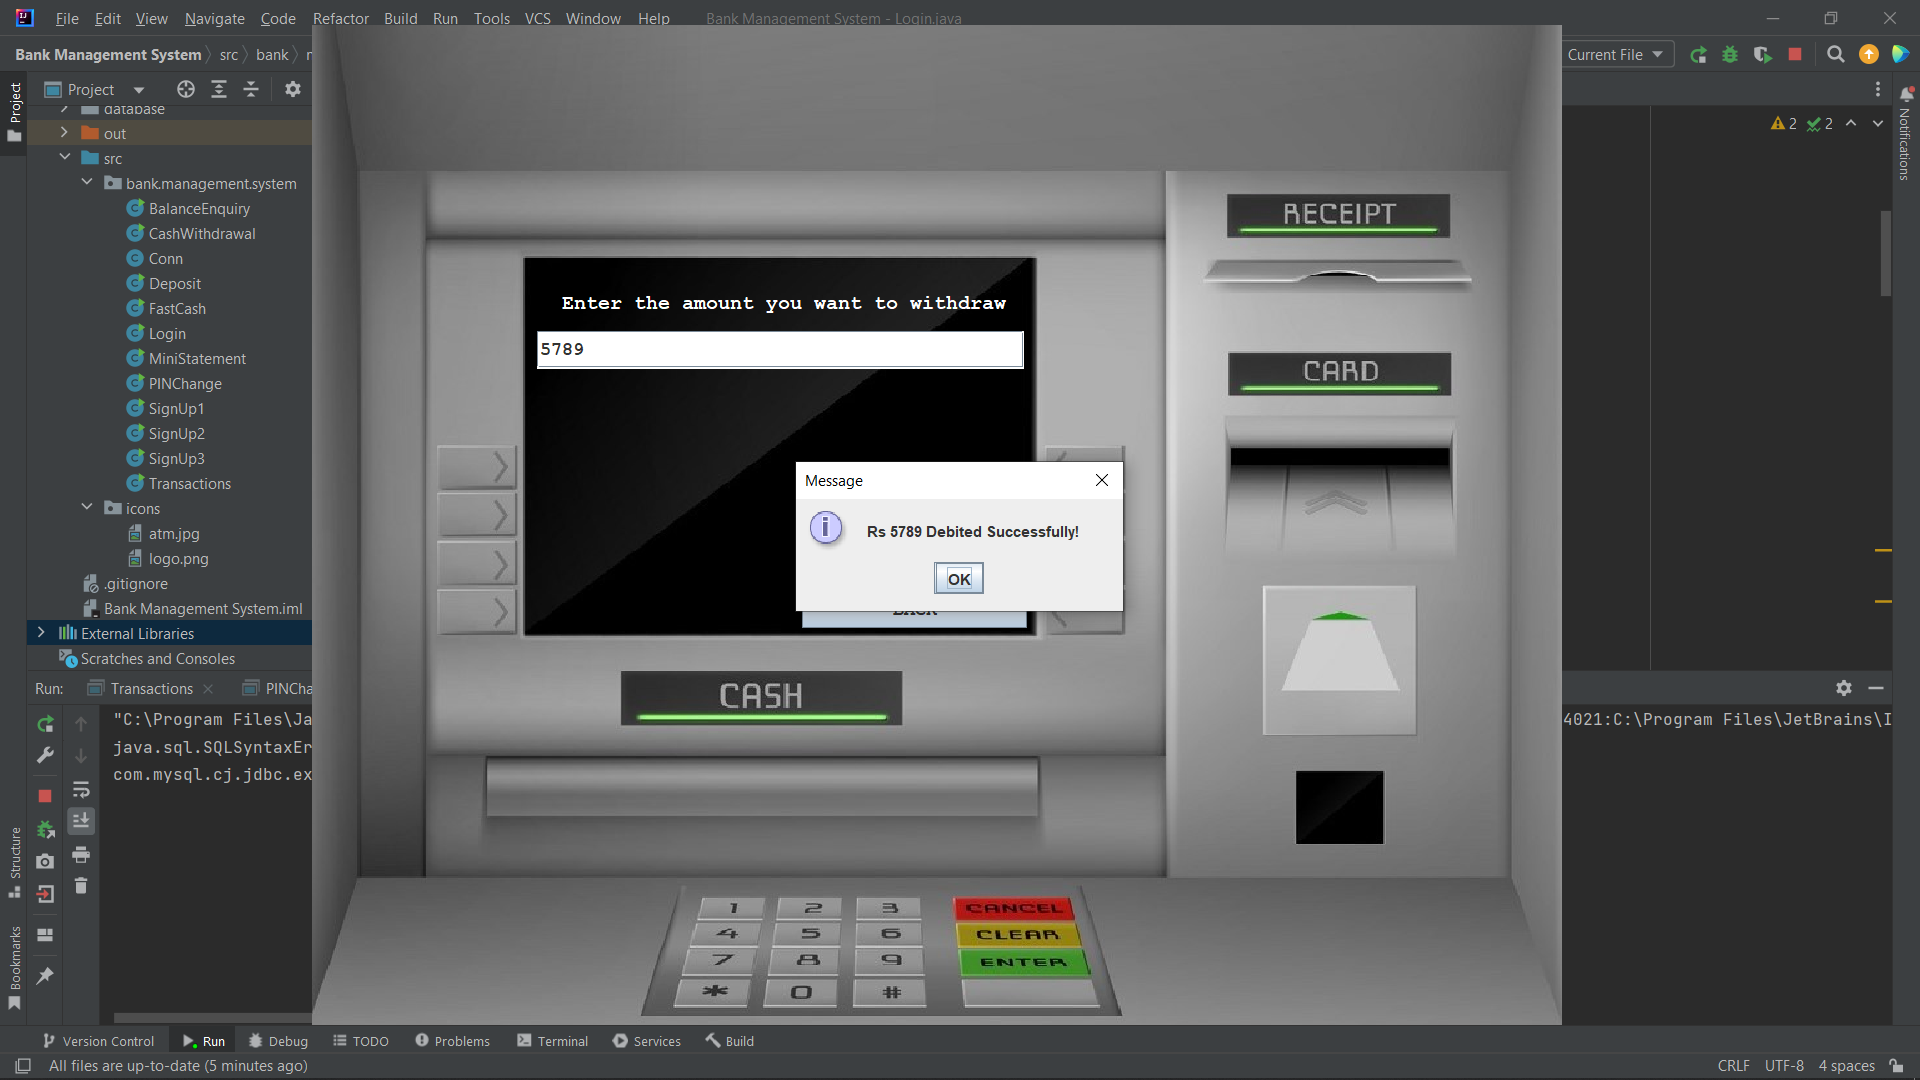 File Edit View Navigate Code Refactor Build Run Tools VCS Window Help Bank Management System - Login.java
Bank Management System src bank Current File
Project
Project
database
out
src
bank.management.system
BalanceEnquiry
CashWithdrawal
Conn
Deposit
FastCash
Login
MiniStatement
PINChange
SignUp1
SignUp2
SignUp3
Transactions
icons
atm.jpg
logo.png
.gitignore
Bank Management System.iml
External Libraries
Scratches and Consoles
2 2
Notifications
RECEIPT
CARD
Enter the amount you want to withdraw
5789
Message
Rs 5789 Debited Successfully!
OK
CASH
1 2 3 CANCEL
4 5 6 CLEAR
7 8 9 ENTER
* 0 #
Run: Transactions PINCha
"C:\Program Files\Ja 4021:C:\Program Files\JetBrains\I
java.sql.SQLSyntaxEr
com.mysql.cj.jdbc.ex
Structure
Bookmarks
Version Control Run Debug TODO Problems Terminal Services Build
All files are up-to-date (5 minutes ago) CRLF UTF-8 4 spaces